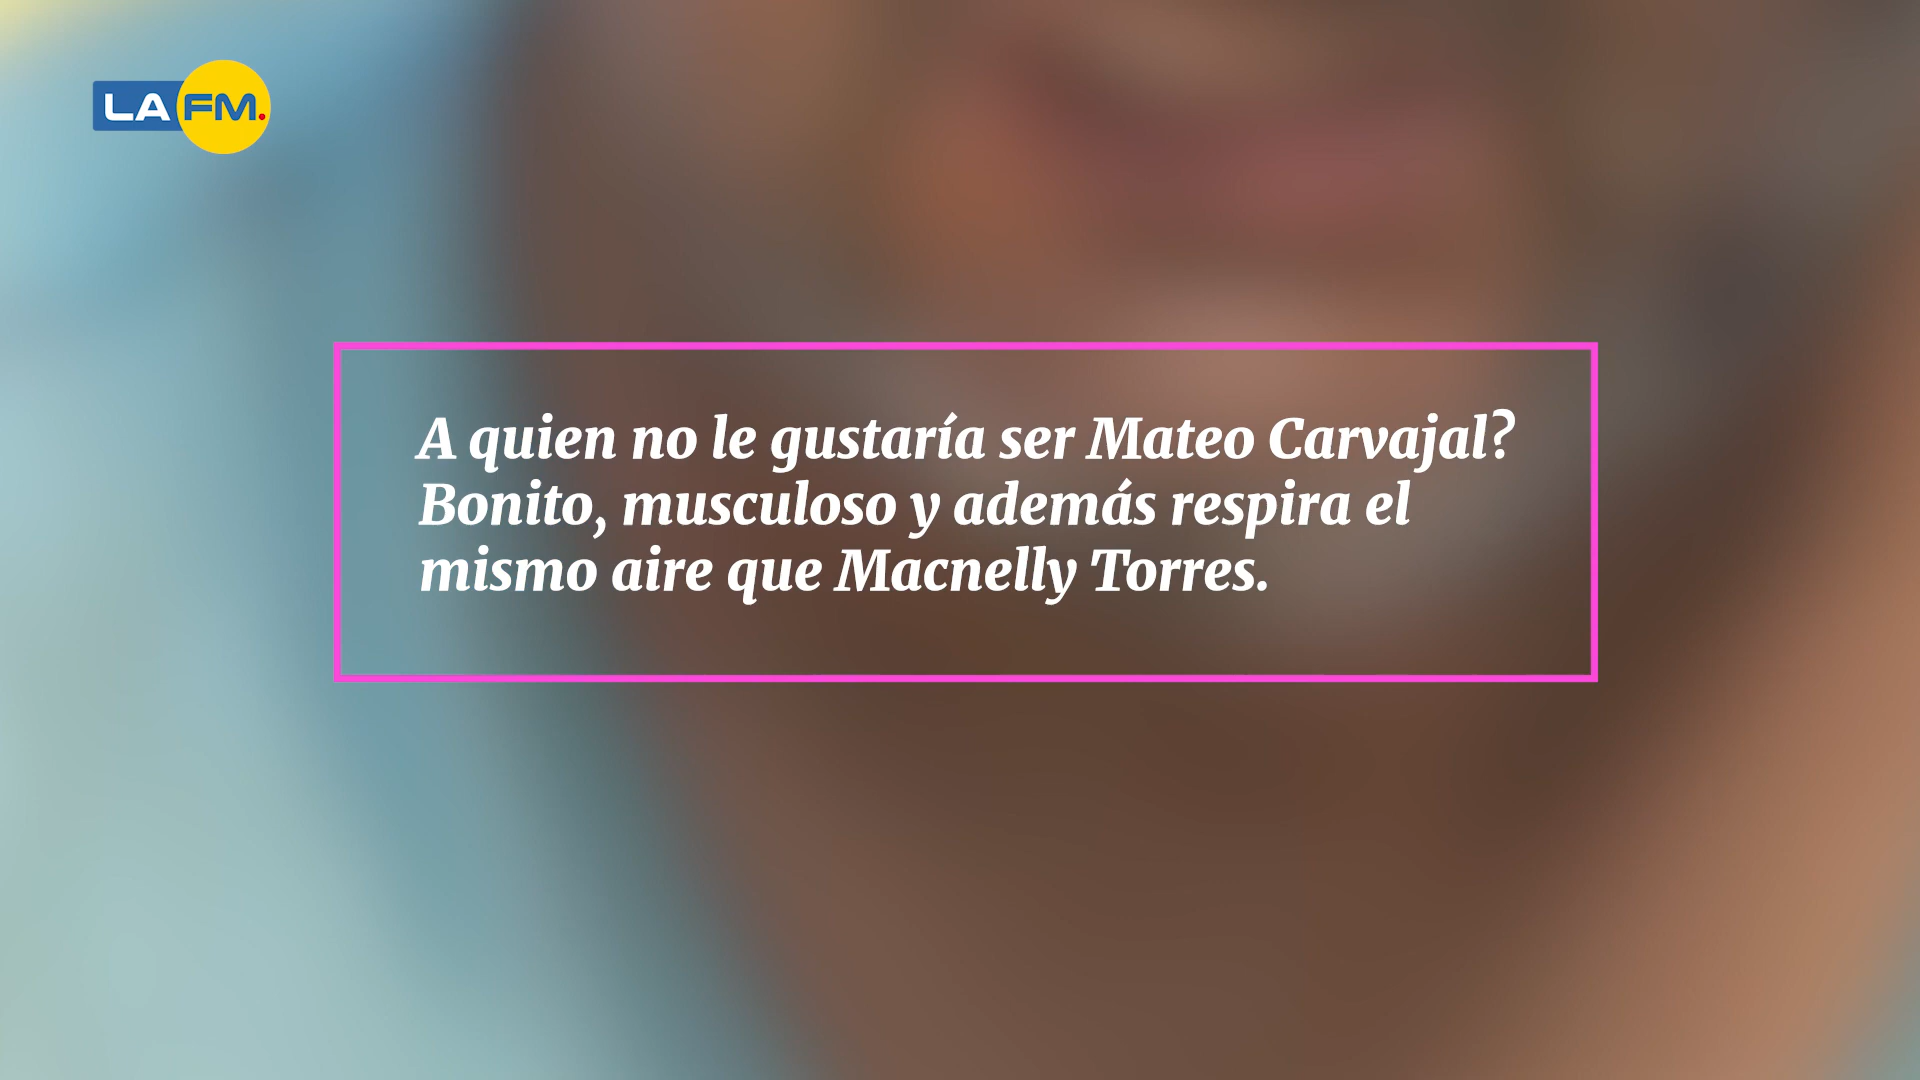 LA FM.
A quien no le gustaría ser Mateo Carvajal?
Bonito, musculoso y además respira el
mismo aire que Macnelly Torres.